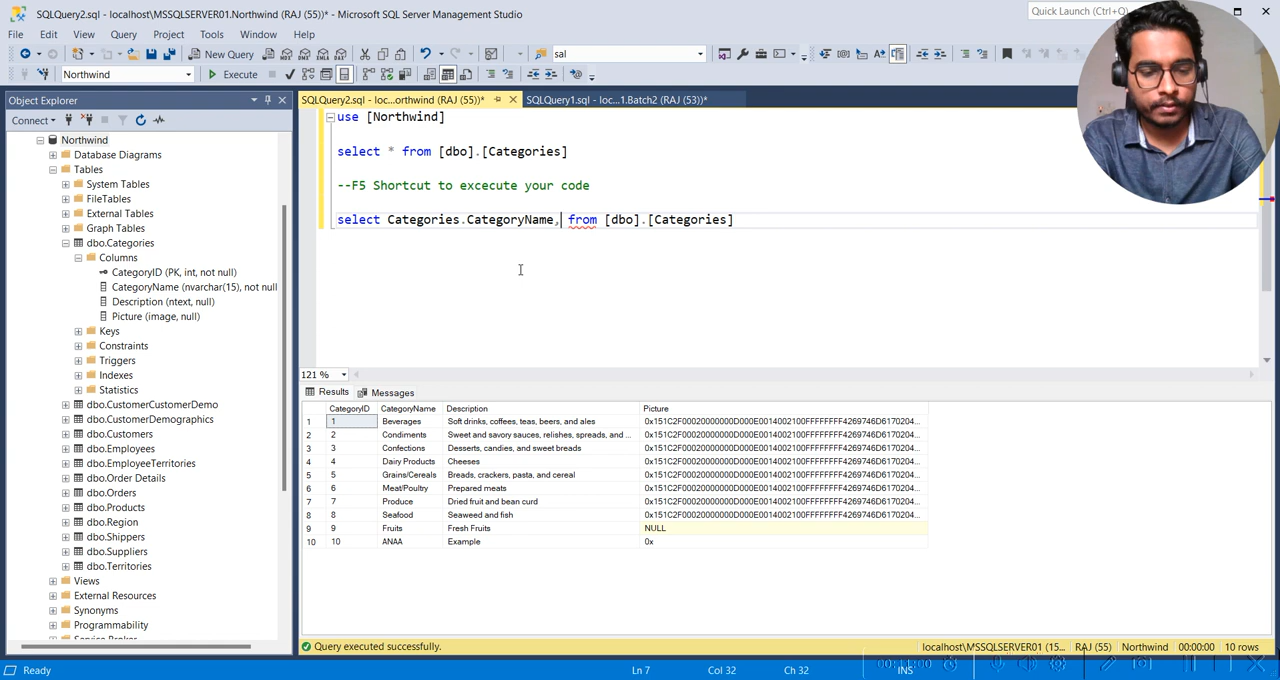 SQLQuery2.sql - localhost\MSSQLSERVER01.Northwind (RAJ (55))* - Microsoft SQL Server Management Studio
Quick Launch (Ctrl+Q)
File Edit View Query Project Tools Window Help
New Query
sal
Northwind
Execute
Object Explorer
SQLQuery2.sql - loc...orthwind (RAJ (55))*
SQLQuery1.sql - loc...1.Batch2 (RAJ (53))*
Connect
Northwind
Database Diagrams
Tables
System Tables
FileTables
External Tables
Graph Tables
dbo.Categories
Columns
CategoryID (PK, int, not null)
CategoryName (nvarchar(15), not null
Description (ntext, null)
Picture (image, null)
Keys
Constraints
Triggers
Indexes
Statistics
dbo.CustomerCustomerDemo
dbo.CustomerDemographics
dbo.Customers
dbo.Employees
dbo.EmployeeTerritories
dbo.Order Details
dbo.Orders
dbo.Products
dbo.Region
dbo.Shippers
dbo.Suppliers
dbo.Territories
Views
External Resources
Synonyms
Programmability
use [Northwind]
select * from [dbo].[Categories]
--F5 Shortcut to excecute your code
select Categories.CategoryName, from [dbo].[Categories]
121 %
Results Messages
CategoryID CategoryName Description Picture
1 1 Beverages Soft drinks, coffees, teas, beers, and ales 0x151C2F00020000000D000E0014002100FFFFFFFF4269746D6170204...
2 2 Condiments Sweet and savory sauces, relishes, spreads, and ... 0x151C2F00020000000D000E0014002100FFFFFFFF4269746D6170204...
3 3 Confections Desserts, candies, and sweet breads 0x151C2F00020000000D000E0014002100FFFFFFFF4269746D6170204...
4 4 Dairy Products Cheeses 0x151C2F00020000000D000E0014002100FFFFFFFF4269746D6170204...
5 5 Grains/Cereals Breads, crackers, pasta, and cereal 0x151C2F00020000000D000E0014002100FFFFFFFF4269746D6170204...
6 6 Meat/Poultry Prepared meats 0x151C2F00020000000D000E0014002100FFFFFFFF4269746D6170204...
7 7 Produce Dried fruit and bean curd 0x151C2F00020000000D000E0014002100FFFFFFFF4269746D6170204...
8 8 Seafood Seaweed and fish 0x151C2F00020000000D000E0014002100FFFFFFFF4269746D6170204...
9 9 Fruits Fresh Fruits NULL
10 10 ANAA Example 0x
Query executed successfully.
localhost\MSSQLSERVER01 (15... RAJ (55) Northwind 00:00:00 10 rows
Ready
Ln 7 Col 32 Ch 32 INS